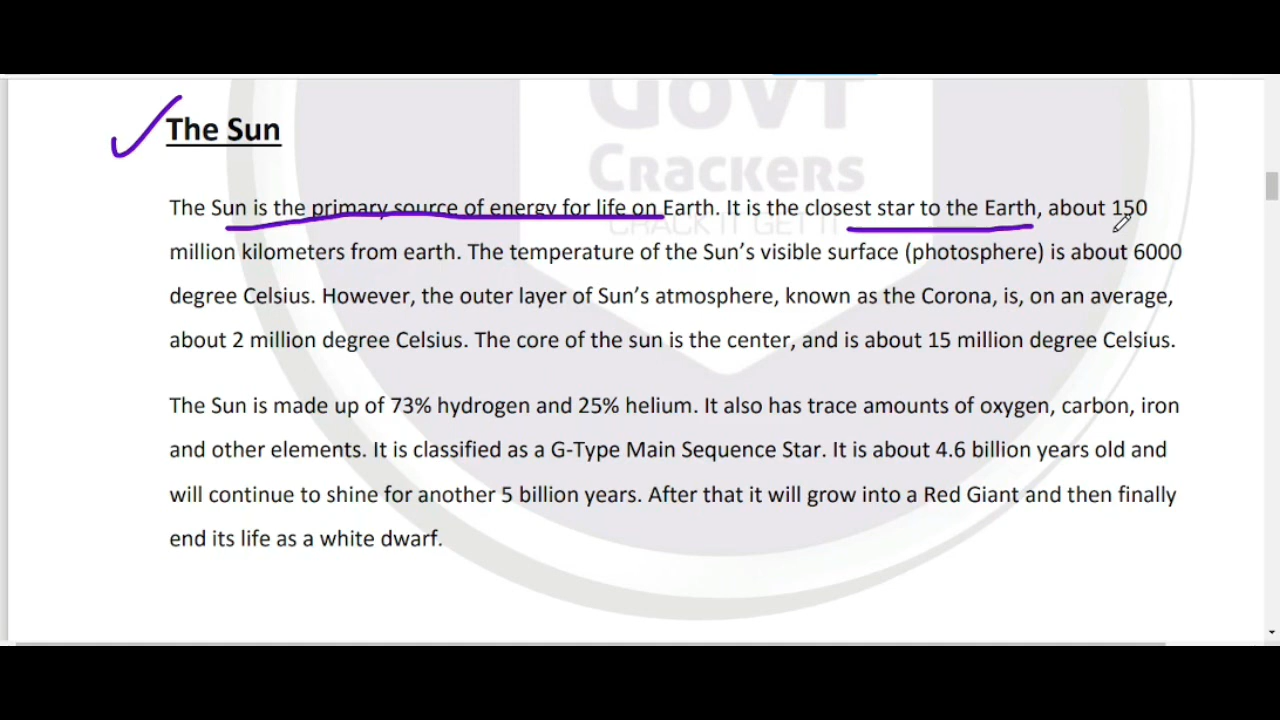 GOVT
CRACKERS
CRACK IT GET IT
The Sun
The Sun is the primary source of energy for life on Earth. It is the closest star to the Earth, about 150
million kilometers from earth. The temperature of the Sun’s visible surface (photosphere) is about 6000
degree Celsius. However, the outer layer of Sun’s atmosphere, known as the Corona, is, on an average,
about 2 million degree Celsius. The core of the sun is the center, and is about 15 million degree Celsius.
The Sun is made up of 73% hydrogen and 25% helium. It also has trace amounts of oxygen, carbon, iron
and other elements. It is classified as a G-Type Main Sequence Star. It is about 4.6 billion years old and
will continue to shine for another 5 billion years. After that it will grow into a Red Giant and then finally
end its life as a white dwarf.